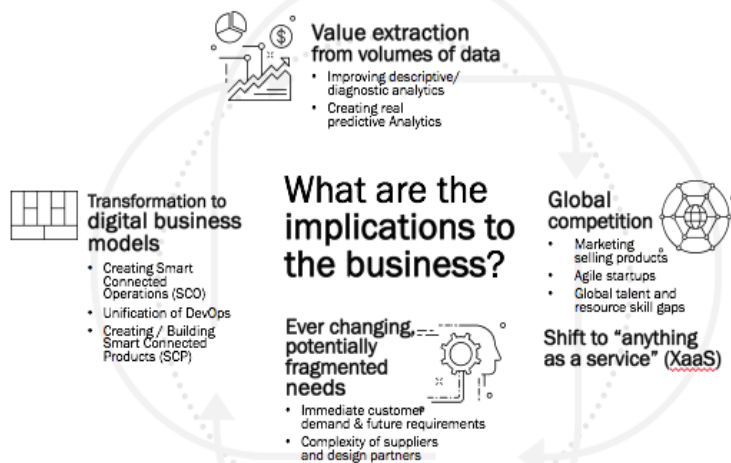 Value extraction
from volumes of data
• Improving descriptive/
diagnostic analytics
• Creating real
predictive Analytics
Transformation to
digital business
models
• Creating Smart
Connected
Operations (SCO)
• Unification of DevOps
• Creating / Building
Smart Connected
Products (SCP)
What are the
implications to
the business?
Global
competition
• Marketing
selling products
• Agile startups
• Global talent and
resource skill gaps
Shift to “anything
as a service” (XaaS)
Ever changing,
potentially
fragmented
needs
• Immediate customer
demand & future requirements
• Complexity of suppliers
and design partners